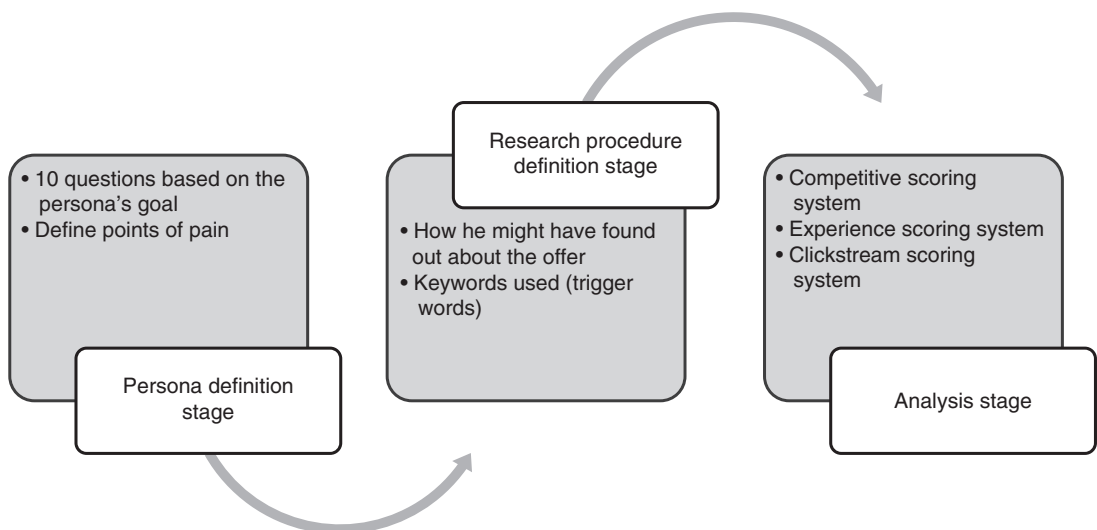 • 10 questions based on the
persona's goal
• Define points of pain
Persona definition
stage
Research procedure
definition stage
• How he might have found
out about the offer
• Keywords used (trigger
words)
• Competitive scoring
system
• Experience scoring system
• Clickstream scoring
system
Analysis stage